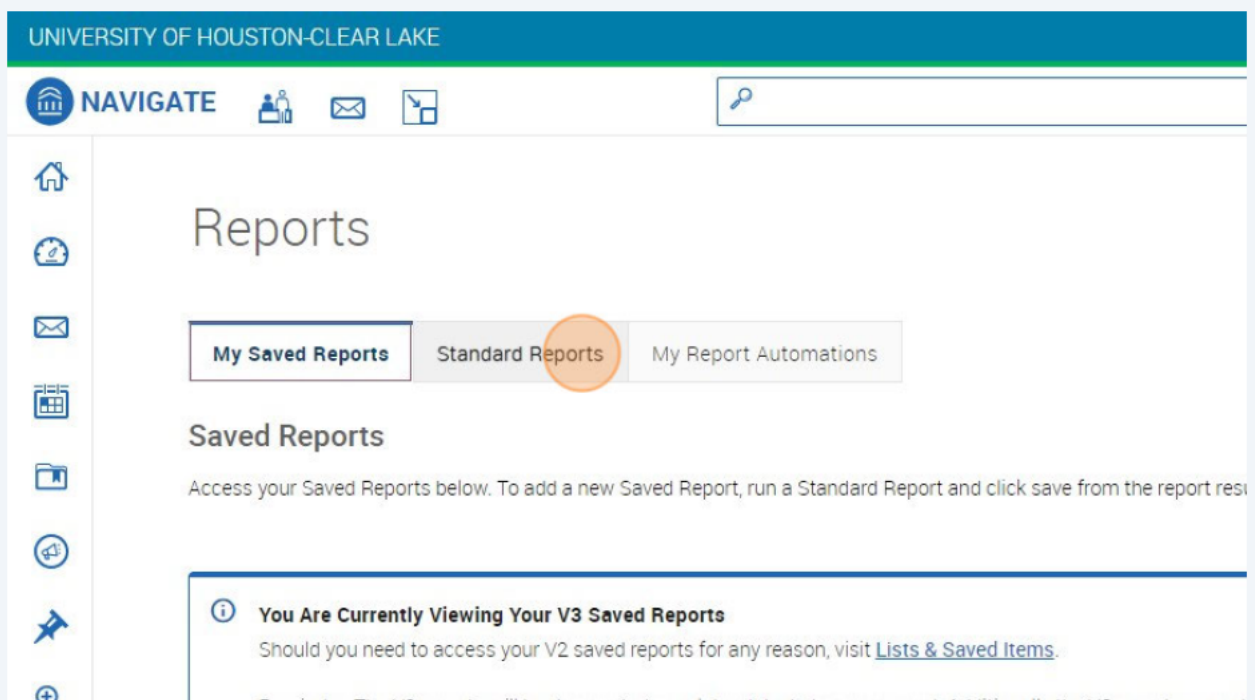 UNIVERSITY OF HOUSTON-CLEAR LAKE
NAVIGATE
Reports
My Saved Reports Standard Reports My Report Automations
Saved Reports
Access your Saved Reports below. To add a new Saved Report, run a Standard Report and click save from the report
You Are Currently Viewing Your V3 Saved Reports
Should you need to access your V2 saved reports for any reason, visit Lists & Saved Items.